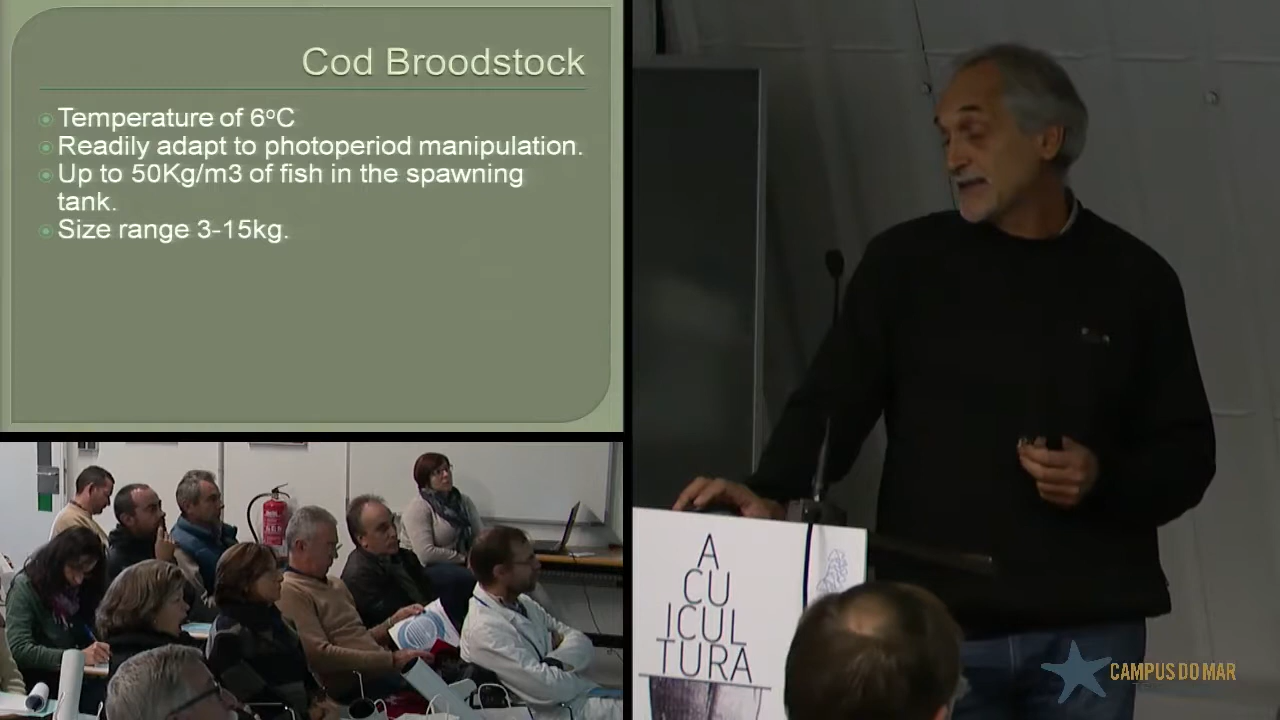 Cod Broodstock
Temperature of 6ºC
Readily adapt to photoperiod manipulation.
Up to 50Kg/m3 of fish in the spawning
tank.
Size range 3-15kg.
A
CU
ICUL
TURA
CAMPUS DO MAR